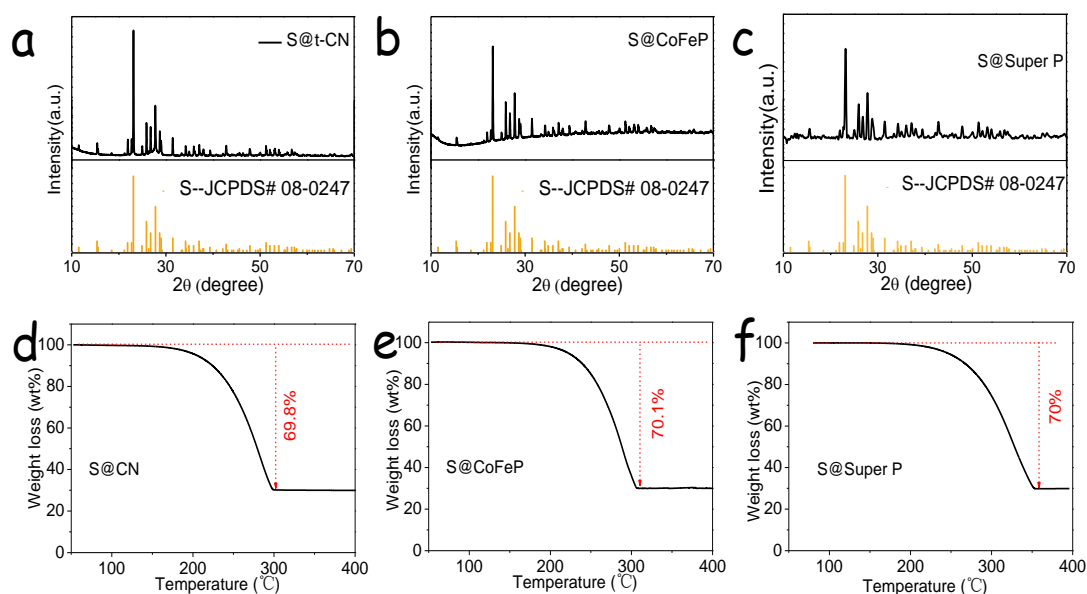 a
S@t-CN
Intensity(a.u.)
S--JCPDS# 08-0247
10 30 50 70
2θ (degree)
b
S@CoFeP
Intensity(a.u.)
S--JCPDS# 08-0247
10 30 50 70
2θ (degree)
c
S@Super P
Intensity(a.u.)
S--JCPDS# 08-0247
10 30 50 70
2θ (degree)
d
Weight loss (wt%)
100
80
60
40
20
0
69.8%
S@CN
100 200 300 400
Temperature (℃)
e
Weight loss (wt%)
100
80
60
40
20
0
70.1%
S@CoFeP
100 200 300 400
Temperature (℃)
f
Weight loss (wt%)
100
80
60
40
20
0
70%
S@Super P
100 200 300 400
Temperature (℃)